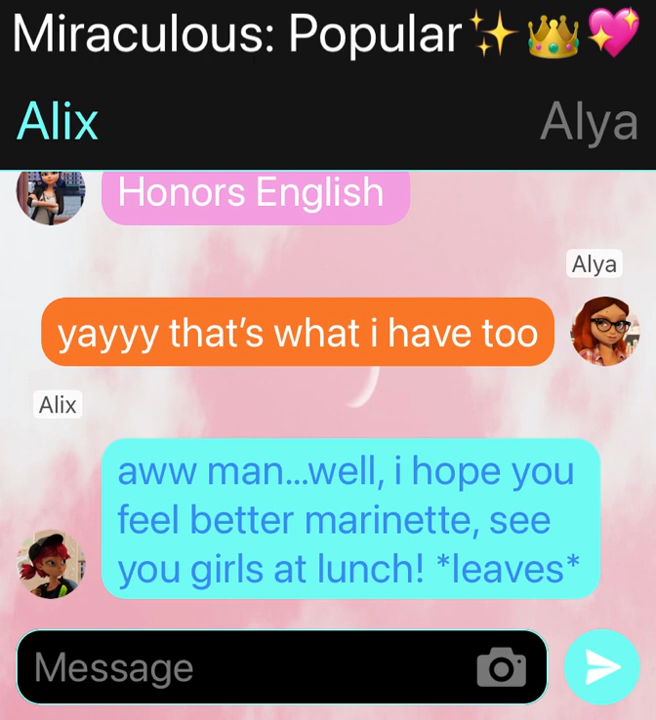 Miraculous: Popular✨👑💖
Alix Alya
Honors English
Alya
yayyy that’s what i have too
Alix
aww man...well, i hope you
feel better marinette, see
you girls at lunch! *leaves*
Message